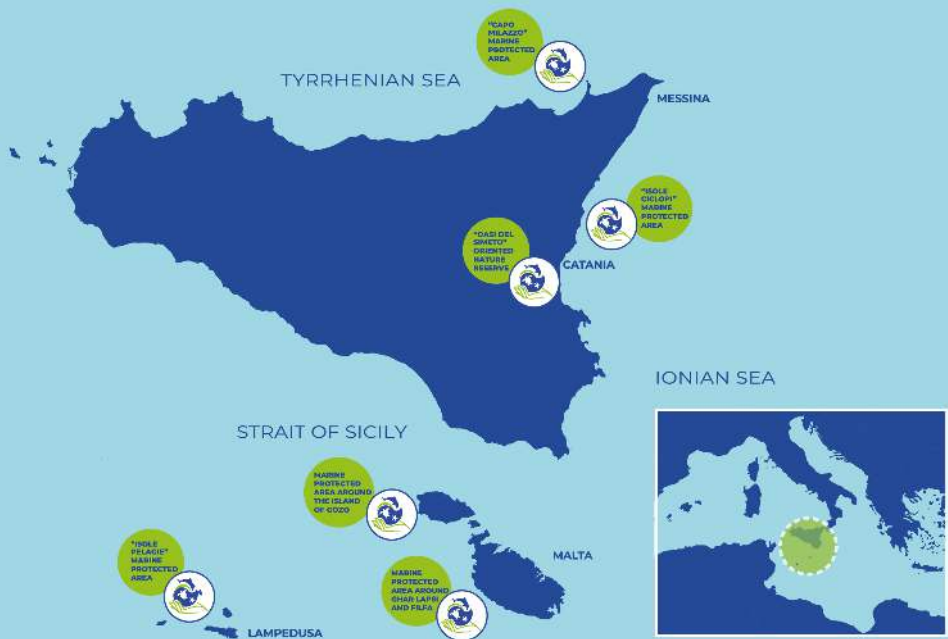 "CAPO
MILAZZO"
MARINE
PROTECTED
AREA
TYRRHENIAN SEA
MESSINA
"ISOLE
CICLOPI"
MARINE
PROTECTED
AREA
"OASI DEL
SIMETO"
ORIENTED
NATURE
RESERVE
CATANIA
IONIAN SEA
STRAIT OF SICILY
MARINE
PROTECTED
AREA AROUND
THE ISLAND
OF GOZO
"ISOLE
PELAGIE"
MARINE
PROTECTED
AREA
MALTA
MARINE
PROTECTED
AREA AROUND
GHAR LAPSI
AND FILFA
LAMPEDUSA